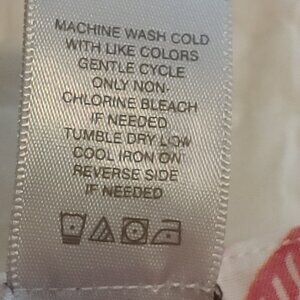 MACHINE WASH COLD
WITH LIKE COLORS
GENTLE CYCLE
ONLY NON-
CHLORINE BLEACH
IF NEEDED
TUMBLE DRY LOW
COOL IRON ON
REVERSE SIDE
IF NEEDED